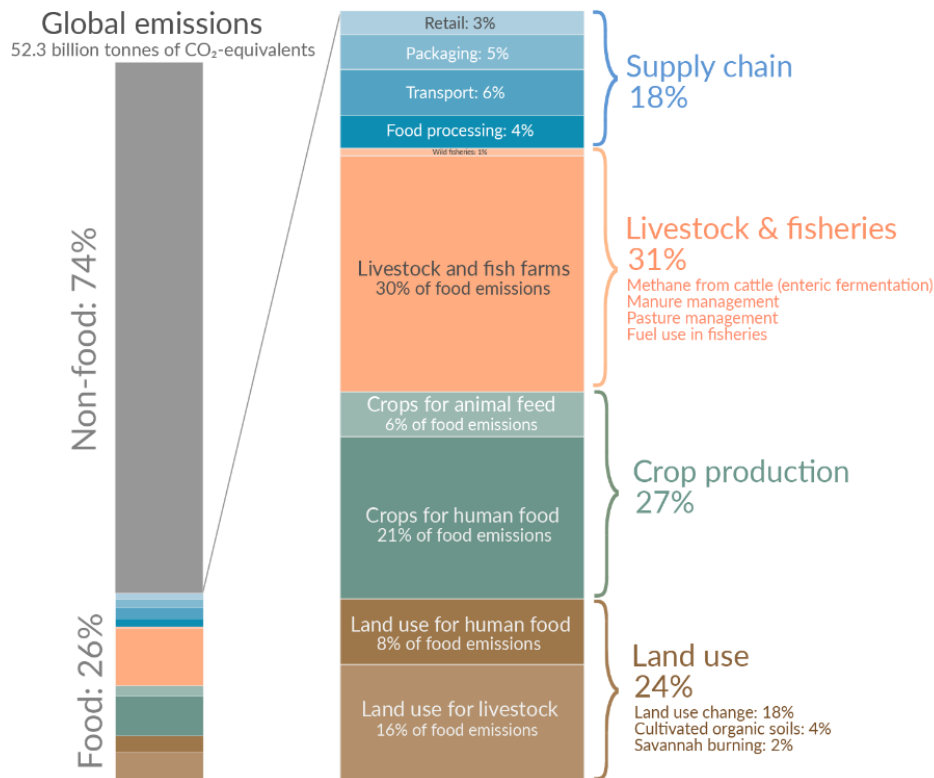 Global emissions
52.3 billion tonnes of CO₂-equivalents
Non-food: 74%
Food: 26%
Retail: 3%
Packaging: 5%
Transport: 6%
Food processing: 4%
Wild fisheries: 1%
Livestock and fish farms
30% of food emissions
Crops for animal feed
6% of food emissions
Crops for human food
21% of food emissions
Land use for human food
8% of food emissions
Land use for livestock
16% of food emissions
Supply chain
18%
Livestock & fisheries
31%
Methane from cattle (enteric fermentation)
Manure management
Pasture management
Fuel use in fisheries
Crop production
27%
Land use
24%
Land use change: 18%
Cultivated organic soils: 4%
Savannah burning: 2%